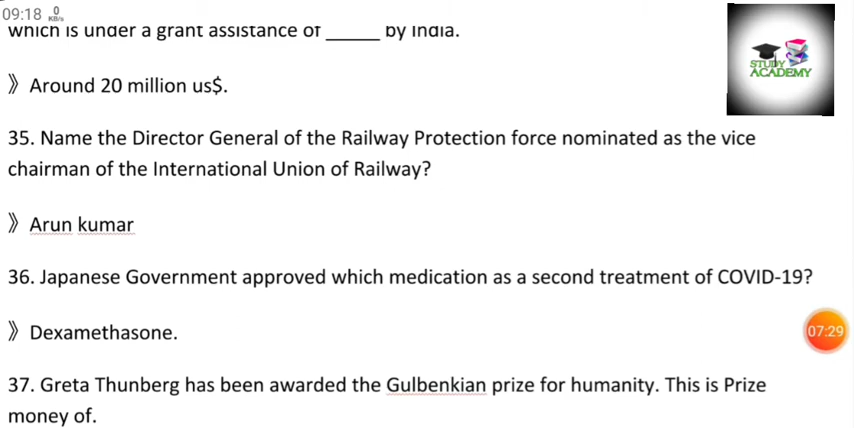 09:18 0 KB/s
which is under a grant assistance of ______ by India.
STUDY
ACADEMY
》 Around 20 million us$.
35. Name the Director General of the Railway Protection force nominated as the vice
chairman of the International Union of Railway?
》 Arun kumar
36. Japanese Government approved which medication as a second treatment of COVID-19?
》 Dexamethasone.
07:29
37. Greta Thunberg has been awarded the Gulbenkian prize for humanity. This is Prize
money of.